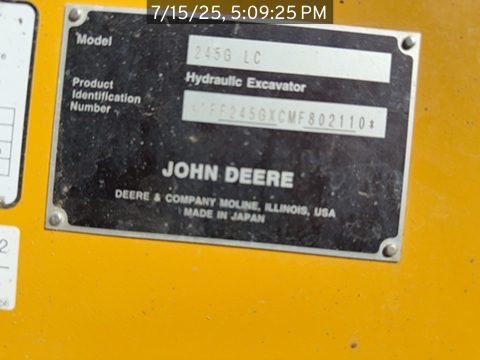 7/15/25, 5:09:25 PM
Model
245G LC
Hydraulic Excavator
Product
Identification
Number
FF245GXCMF802110*
JOHN DEERE
DEERE & COMPANY MOLINE, ILLINOIS, USA
MADE IN JAPAN
2